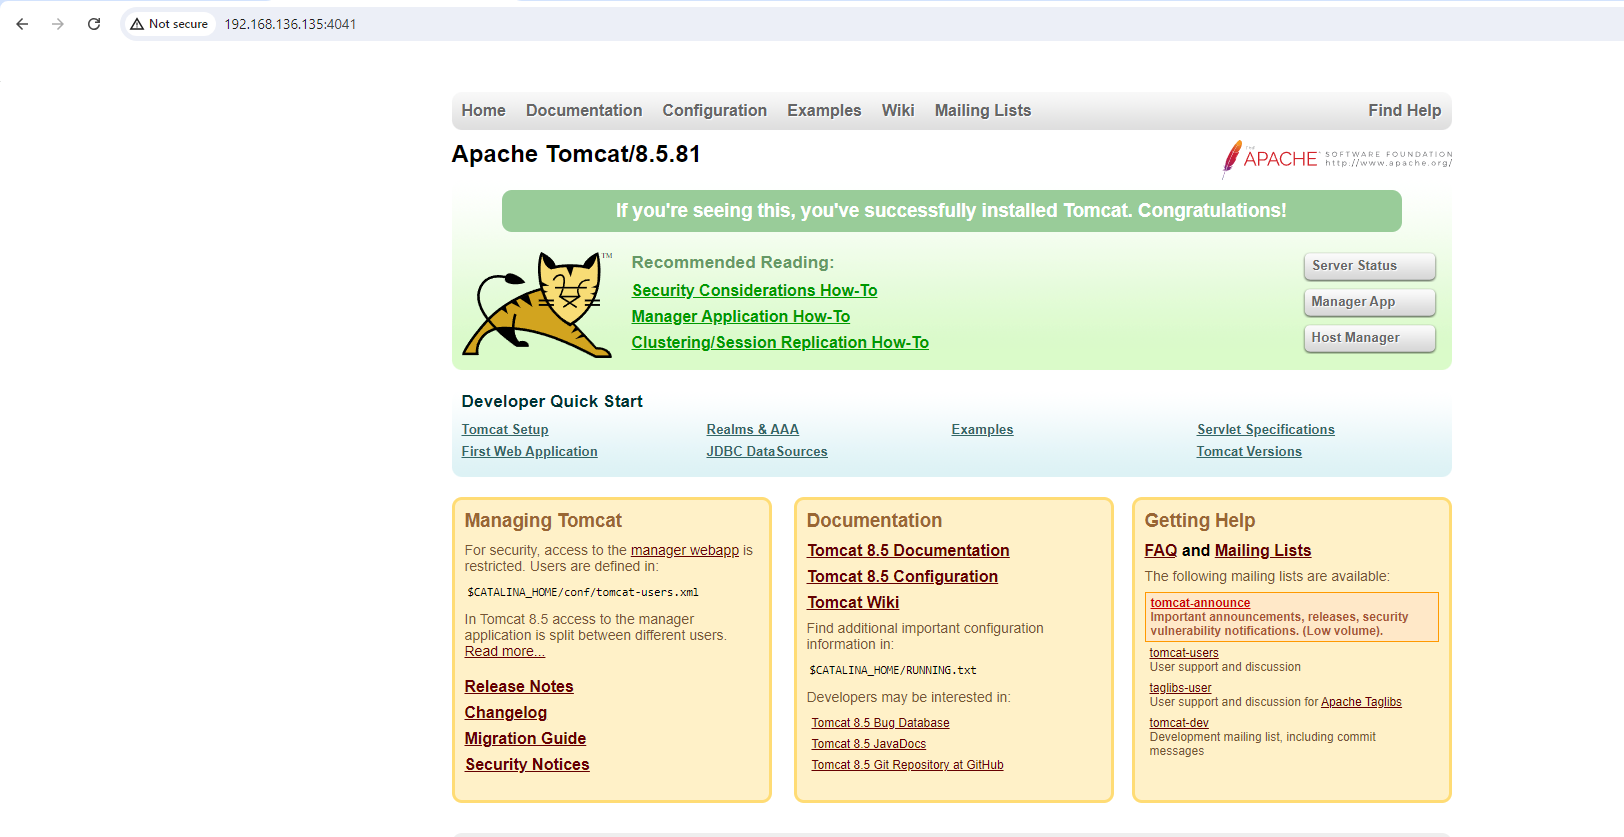 Not secure 192.168.136.135:4041
Home Documentation Configuration Examples Wiki Mailing Lists Find Help
Apache Tomcat/8.5.81
THE APACHE SOFTWARE FOUNDATION
http://www.apache.org/
If you're seeing this, you've successfully installed Tomcat. Congratulations!
TM
Recommended Reading:
Security Considerations How-To
Manager Application How-To
Clustering/Session Replication How-To
Server Status
Manager App
Host Manager
Developer Quick Start
Tomcat Setup
First Web Application
Realms & AAA
JDBC DataSources
Examples
Servlet Specifications
Tomcat Versions
Managing Tomcat
For security, access to the manager webapp is
restricted. Users are defined in:
$CATALINA_HOME/conf/tomcat-users.xml
In Tomcat 8.5 access to the manager
application is split between different users.
Read more...
Release Notes
Changelog
Migration Guide
Security Notices
Documentation
Tomcat 8.5 Documentation
Tomcat 8.5 Configuration
Tomcat Wiki
Find additional important configuration
information in:
$CATALINA_HOME/RUNNING.txt
Developers may be interested in:
Tomcat 8.5 Bug Database
Tomcat 8.5 JavaDocs
Tomcat 8.5 Git Repository at GitHub
Getting Help
FAQ and Mailing Lists
The following mailing lists are available:
tomcat-announce
Important announcements, releases, security
vulnerability notifications. (Low volume).
tomcat-users
User support and discussion
taglibs-user
User support and discussion for Apache Taglibs
tomcat-dev
Development mailing list, including commit
messages